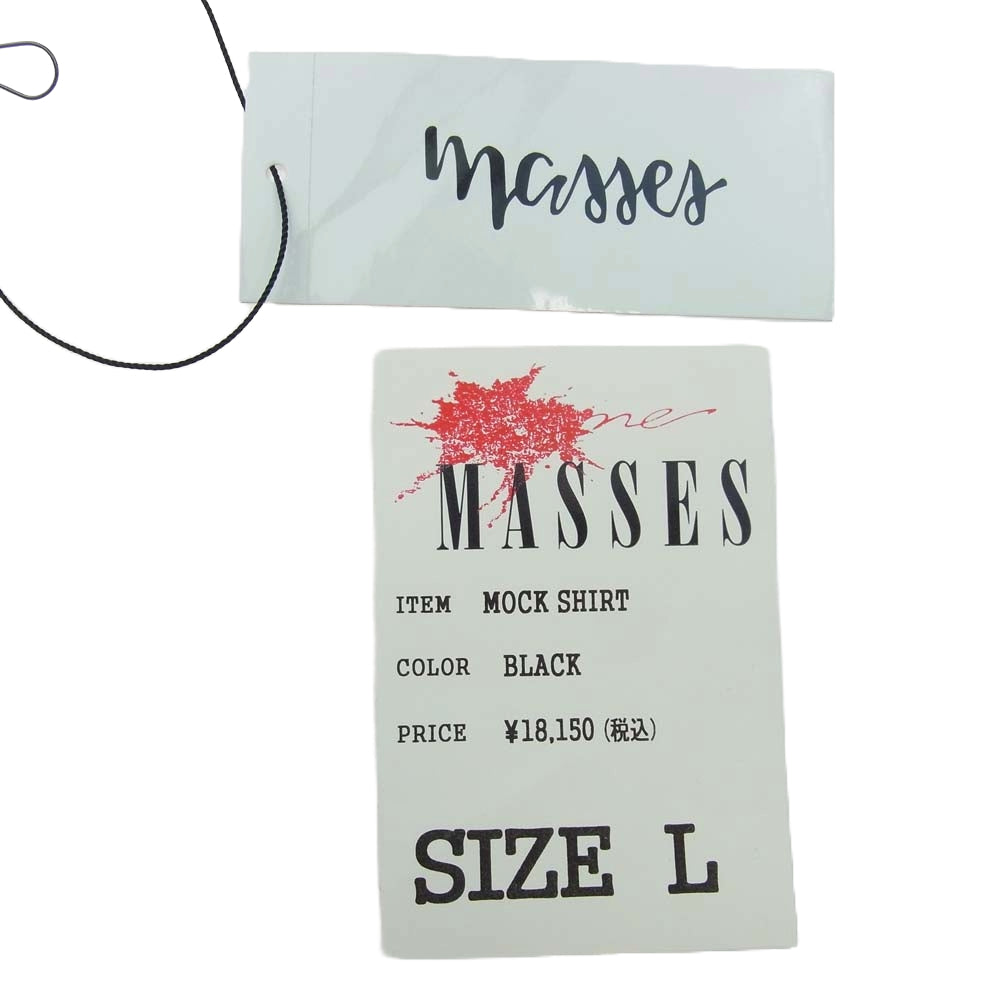 masses
MASSES
ITEM MOCK SHIRT
COLOR BLACK
PRICE ¥18,150 (税込)
SIZE L